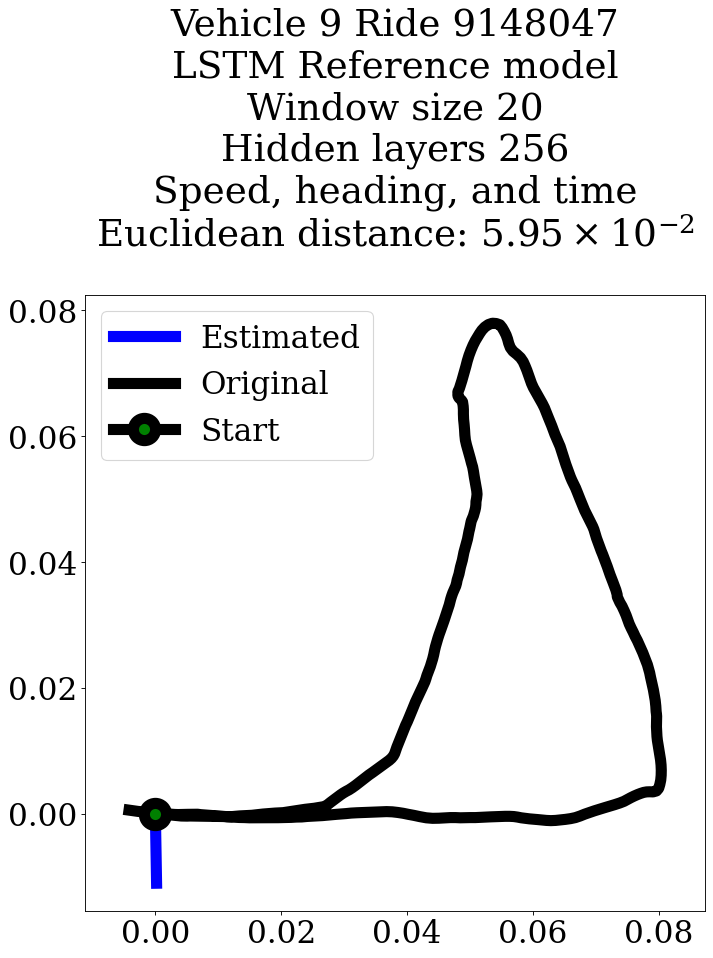 Vehicle 9 Ride 9148047
LSTM Reference model
Window size 20
Hidden layers 256
Speed, heading, and time
Euclidean distance: 5.95 × 10⁻²
Estimated
Original
Start
0.08
0.06
0.04
0.02
0.00
0.00 0.02 0.04 0.06 0.08